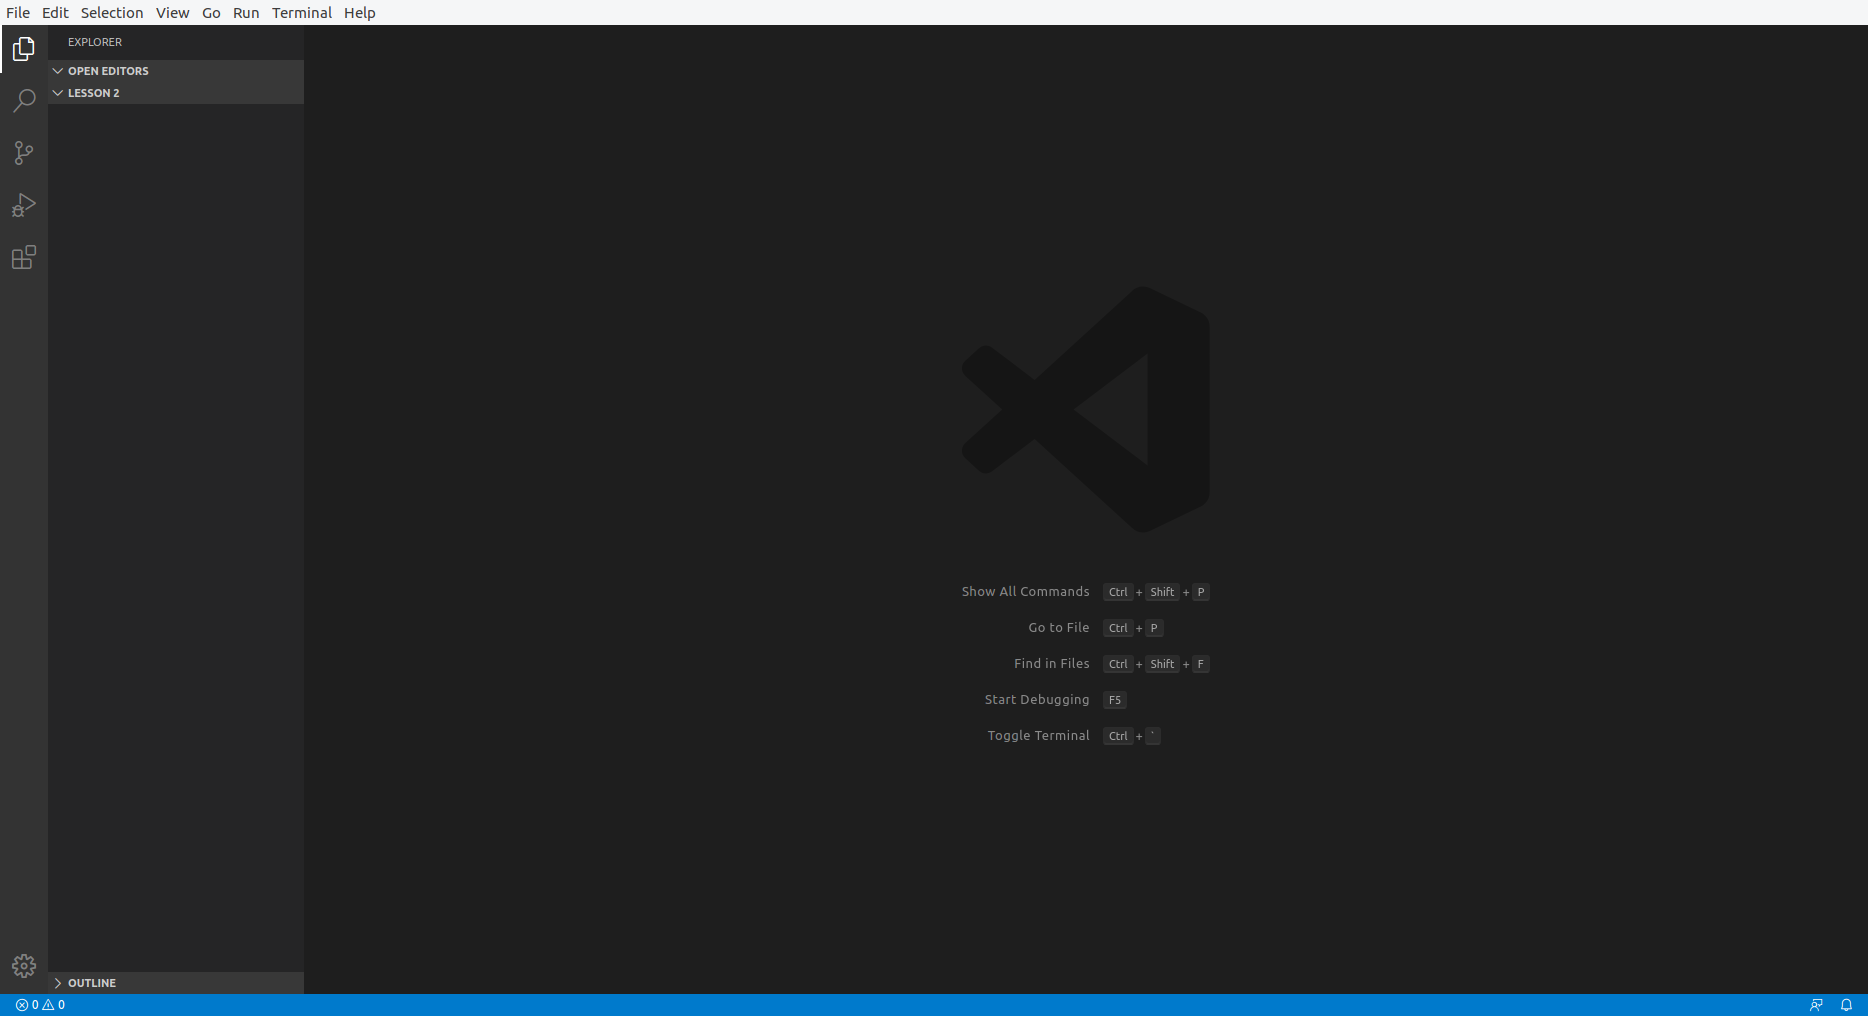 File Edit Selection View Go Run Terminal Help
EXPLORER
OPEN EDITORS
LESSON 2
Show All Commands Ctrl + Shift + P
Go to File Ctrl + P
Find in Files Ctrl + Shift + F
Start Debugging F5
Toggle Terminal Ctrl + `
OUTLINE
0 0